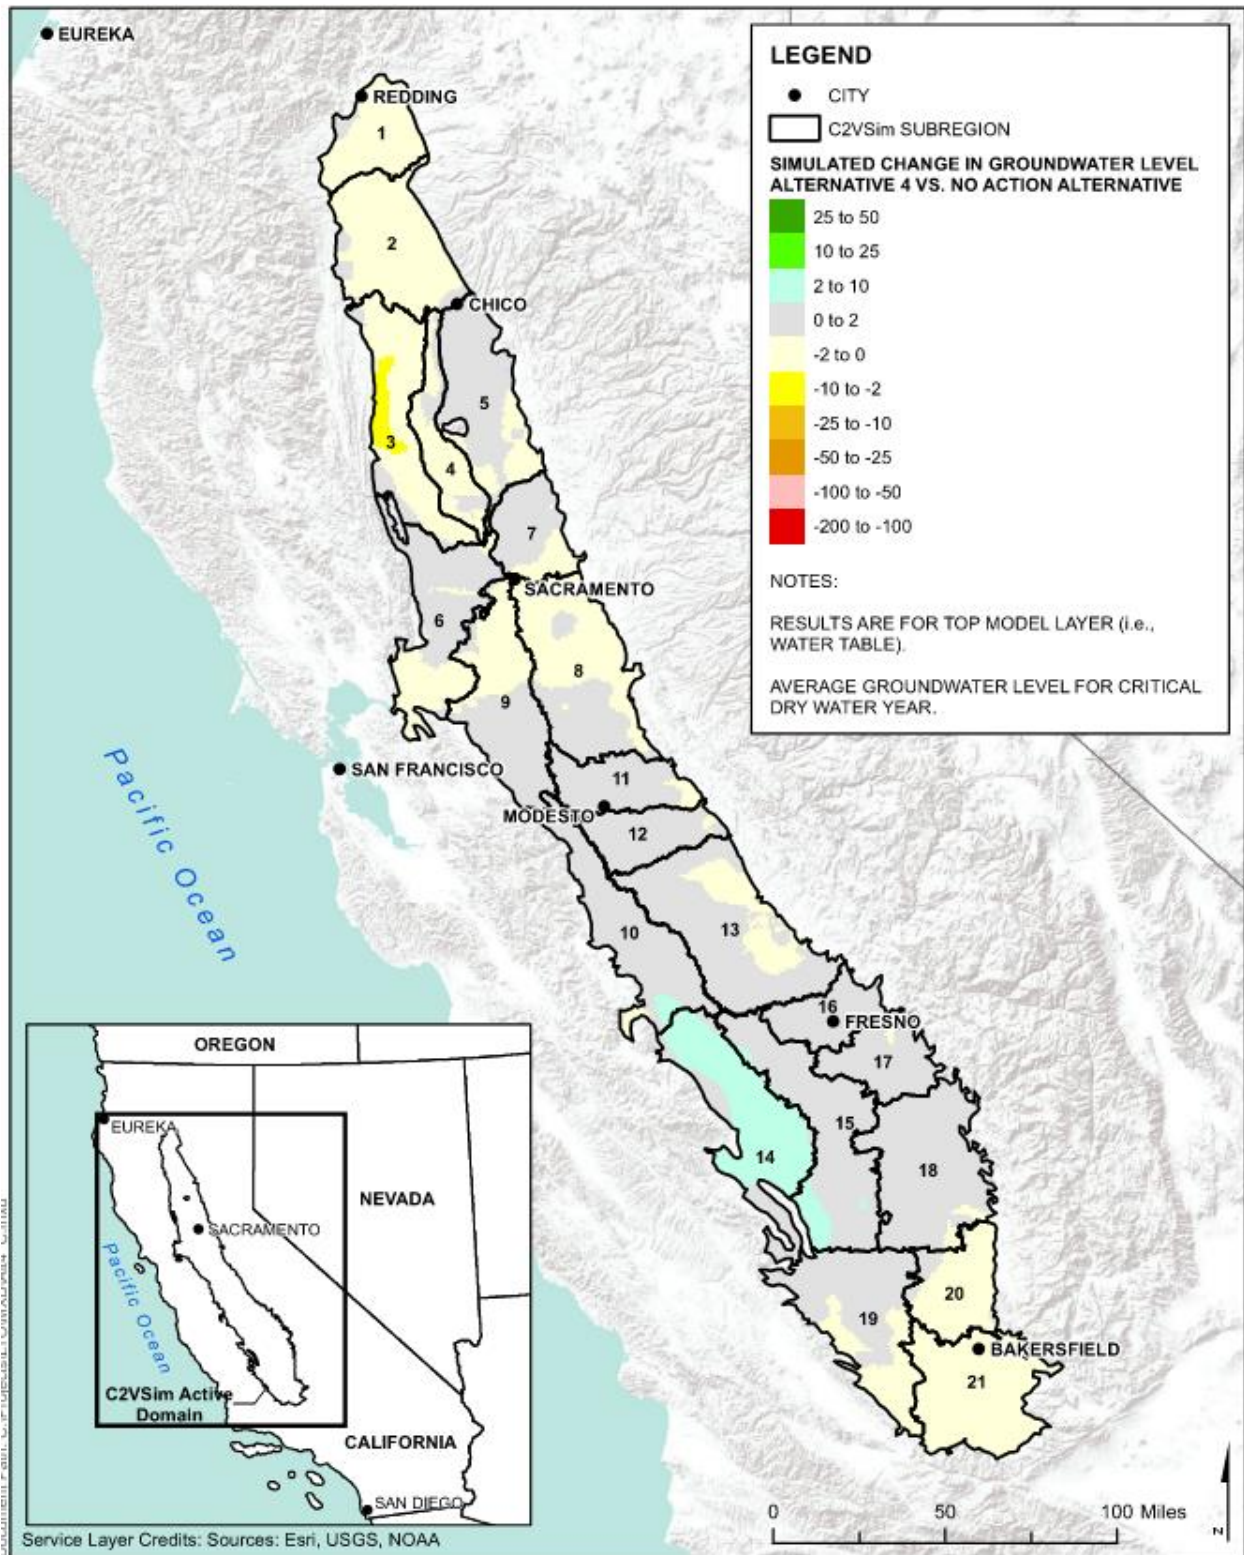 EUREKA
REDDING
1
2
CHICO
3
4
5
7
SACRAMENTO
6
8
9
SAN FRANCISCO
11
MODESTO
12
Pacific Ocean
10
13
16
FRESNO
17
15
14
18
20
19
BAKERSFIELD
21
LEGEND
CITY
C2VSim SUBREGION
SIMULATED CHANGE IN GROUNDWATER LEVEL
ALTERNATIVE 4 VS. NO ACTION ALTERNATIVE
25 to 50
10 to 25
2 to 10
0 to 2
-2 to 0
-10 to -2
-25 to -10
-50 to -25
-100 to -50
-200 to -100
NOTES:
RESULTS ARE FOR TOP MODEL LAYER (i.e.,
WATER TABLE).
AVERAGE GROUNDWATER LEVEL FOR CRITICAL
DRY WATER YEAR.
OREGON
EUREKA
NEVADA
SACRAMENTO
Pacific Ocean
C2VSim Active
Domain
CALIFORNIA
SAN DIEGO
Service Layer Credits: Sources: Esri, USGS, NOAA
0 50 100 Miles
N